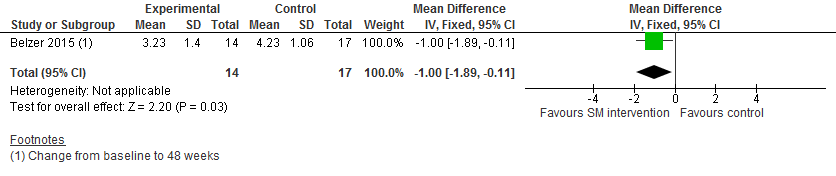 Experimental Control Mean Difference Mean Difference
Study or Subgroup Mean SD Total Mean SD Total Weight IV, Fixed, 95% CI IV, Fixed, 95% CI
Belzer 2015 (1) 3.23 1.4 14 4.23 1.06 17 100.0% -1.00 [-1.89, -0.11]
Total (95% CI) 14 17 100.0% -1.00 [-1.89, -0.11]
Heterogeneity: Not applicable
Test for overall effect: Z = 2.20 (P = 0.03)
-4 -2 0 2 4
Favours SM intervention Favours control
Footnotes
(1) Change from baseline to 48 weeks